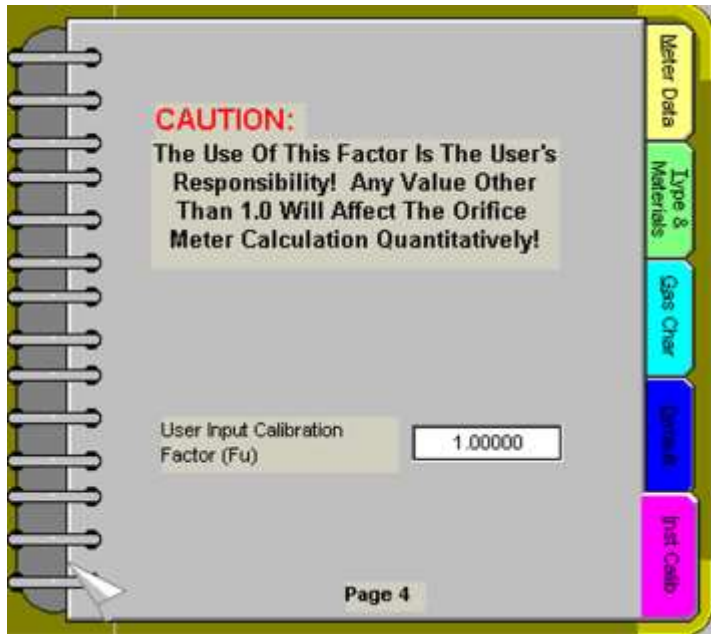 CAUTION:
The Use Of This Factor Is The User's
Responsibility! Any Value Other
Than 1.0 Will Affect The Orifice
Meter Calculation Quantitatively!
User Input Calibration
Factor (Fu)
1.00000
Page 4
Meter Data
Type &
Materials
Gas Char
Default
Inst Calib